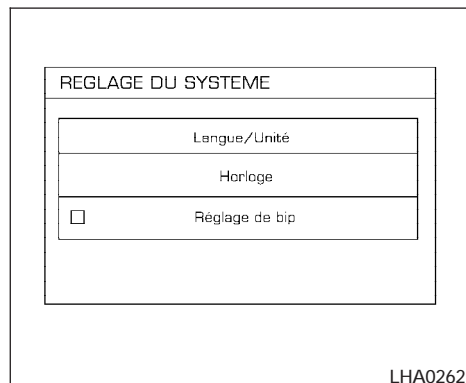 REGLAGE DU SYSTEME
Langue/Unité
Horloge
Réglage de bip
LHA0262